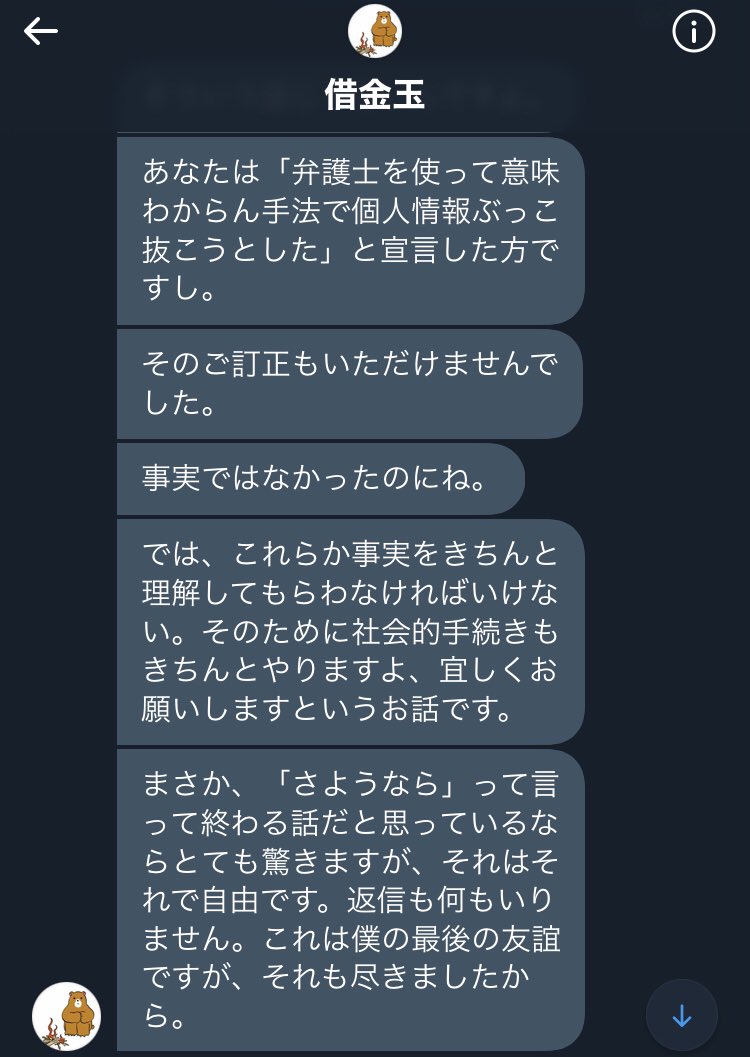 借金玉
あなたは「弁護士を使って意味
わからん手法で個人情報ぶっこ
抜こうとした」と宣言した方で
すし。
そのご訂正もいただけませんで
した。
事実ではなかったのにね。
では、これらか事実をきちんと
理解してもらわなければいけな
い。そのために社会的手続きも
きちんとやりますよ、宜しくお
願いしますというお話です。
まさか、「さようなら」って言
って終わる話だと思っているな
らとても驚きますが、それはそ
れで自由です。返信も何もいり
ません。これは僕の最後の友誼
ですが、それも尽きましたか
ら。